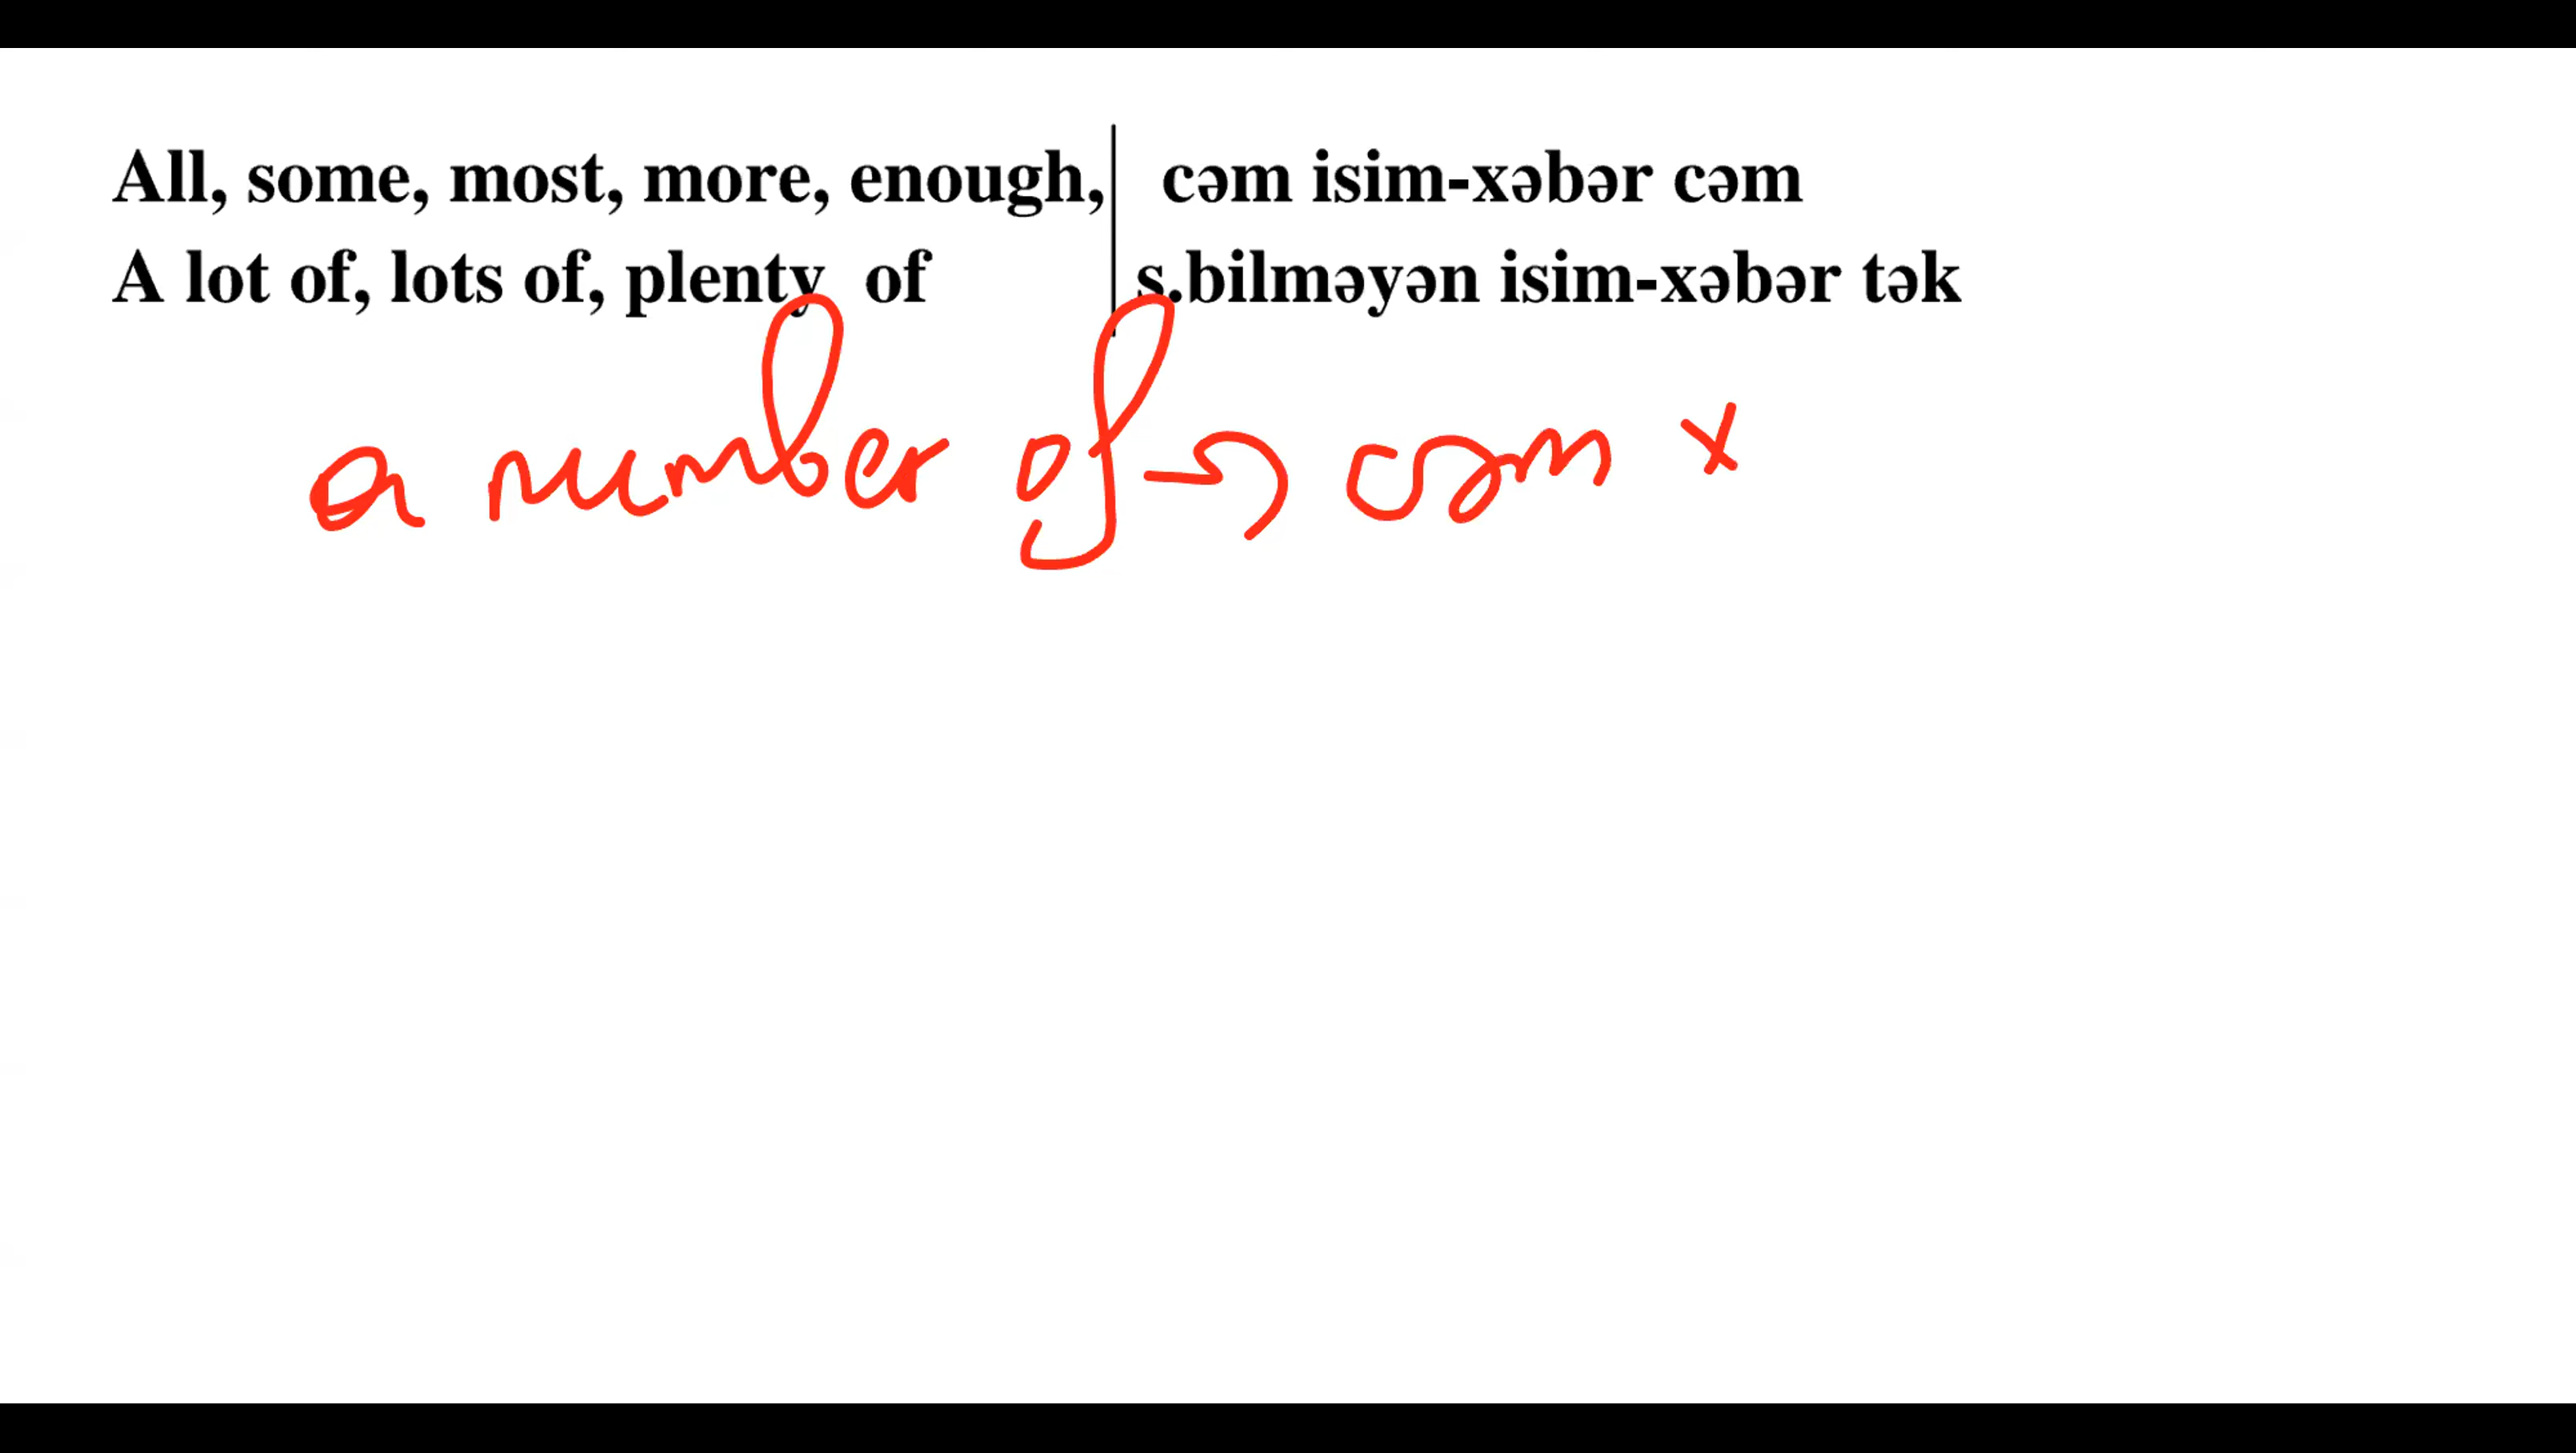 All, some, most, more, enough, cəm isim-xəbər cəm
A lot of, lots of, plenty of s.bilməyən isim-xəbər tək
a number of → cəm x